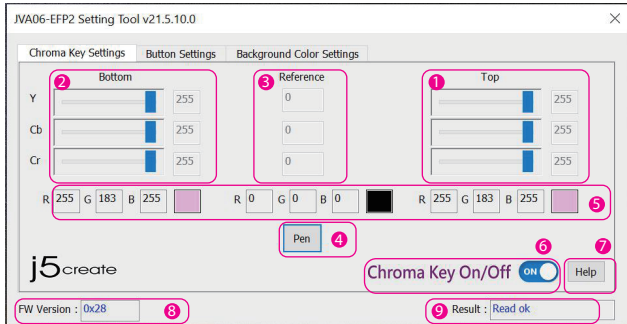 JVA06-EFP2 Setting Tool v21.5.10.0
Chroma Key Settings Button Settings Background Color Settings
2 Bottom 3 Reference 1 Top
Y 255 0 255
Cb 255 0 255
Cr 255 0 255
R 255 G 183 B 255 R 0 G 0 B 0 R 255 G 183 B 255 5
Pen 4
j5create Chroma Key On/Off ON 6 Help 7
FW Version : 0x28 8 9 Result : Read ok